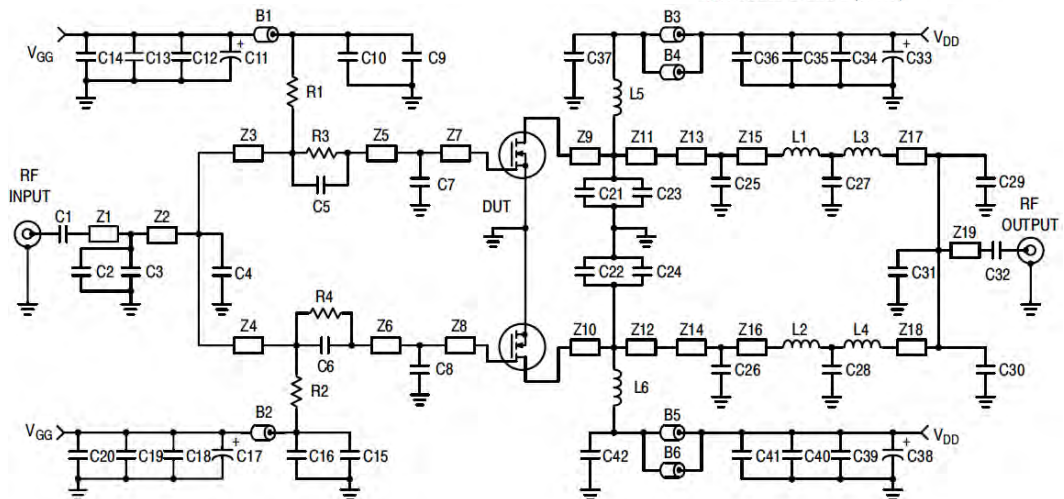 B1
B3
VGG
C14
C13
C12
+
C11
C10
C9
C37
B4
C36
C35
C34
+
C33
VDD
R1
L5
Z3
R3
Z5
Z7
Z9
Z11
Z13
Z15
L1
L3
Z17
C5
C7
C21
C23
C25
C27
C29
RF
INPUT
C1
Z1
Z2
DUT
RF
OUTPUT
Z19
C2
C3
C4
C22
C24
C31
C32
R4
Z4
C6
Z6
Z8
Z10
Z12
Z14
Z16
L2
L4
Z18
C8
C26
C28
C30
R2
L6
VGG
B2
B5
VDD
C20
C19
C18
+
C17
C16
C15
C42
B6
C41
C40
C39
+
C38